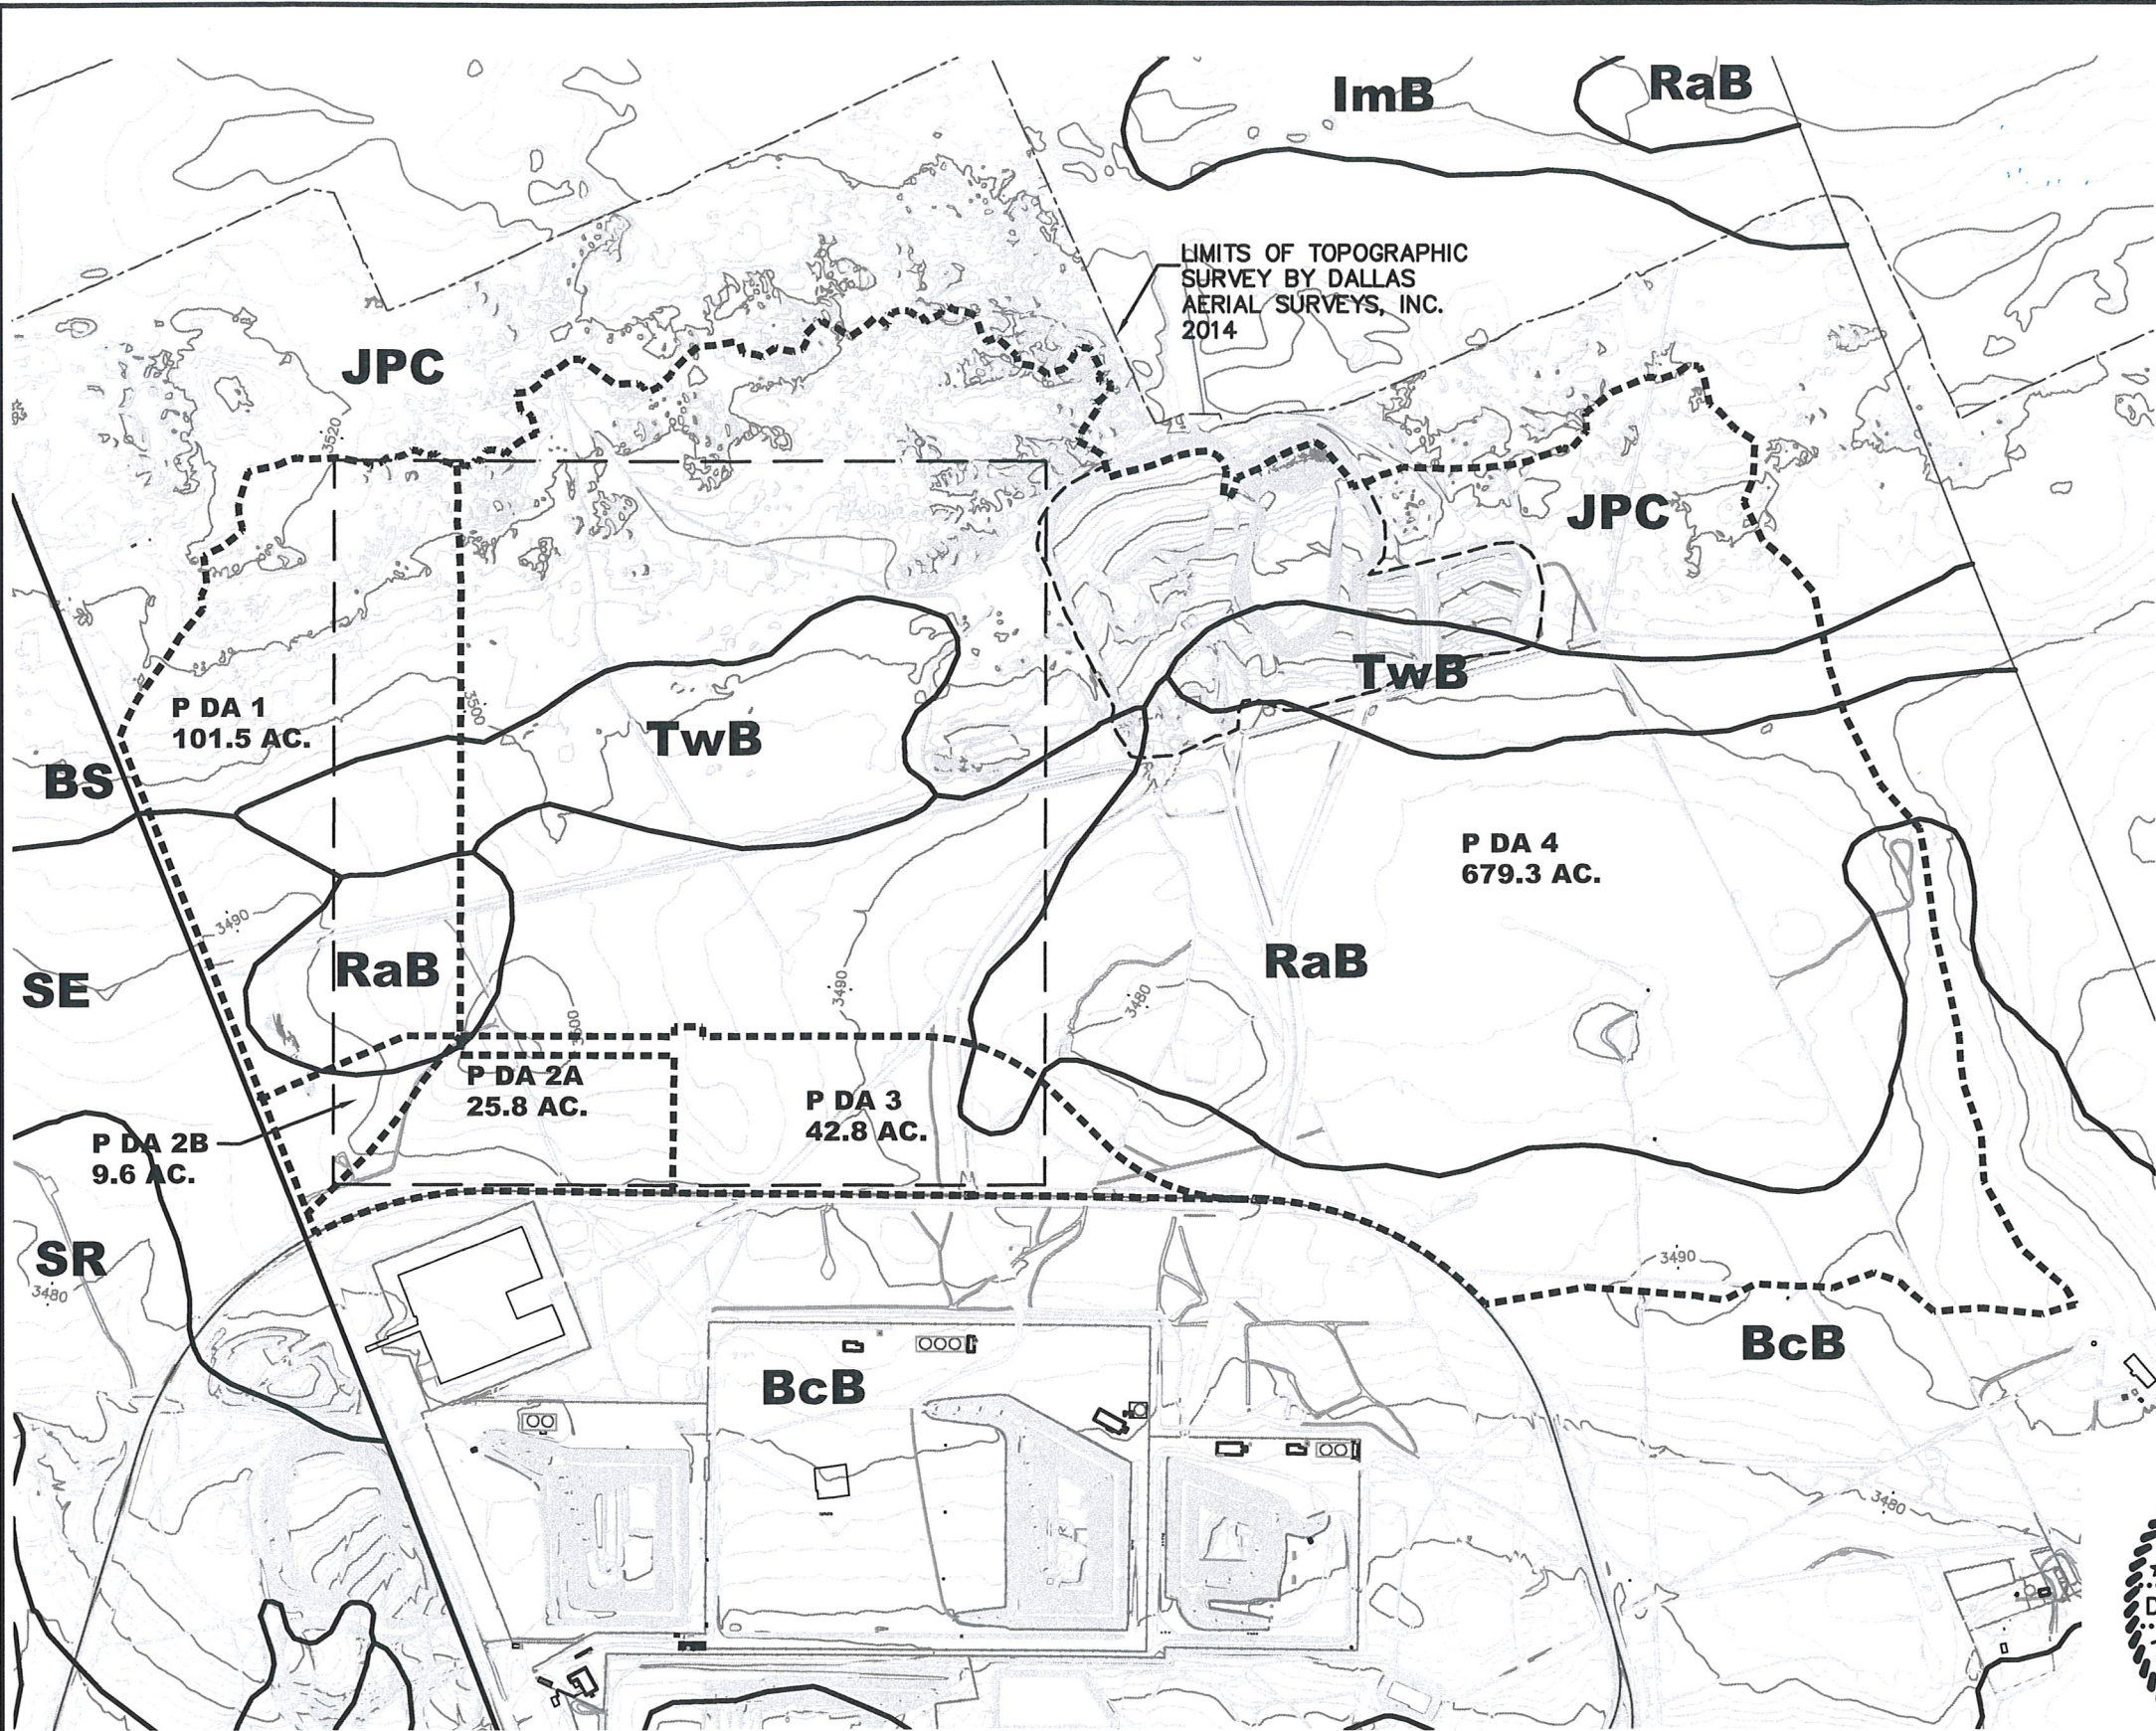 ImB
RaB
LIMITS OF TOPOGRAPHIC
SURVEY BY DALLAS
AERIAL SURVEYS, INC.
2014
JPC
3520
JPC
TwB
P DA 1
101.5 AC.
3500
TwB
BS
P DA 4
679.3 AC.
3490
RaB
RaB
SE
3490
3480
P DA 2A
25.8 AC.
P DA 3
42.8 AC.
P DA 2B
9.6 AC.
SR
3480
3490
BcB
BcB
3480